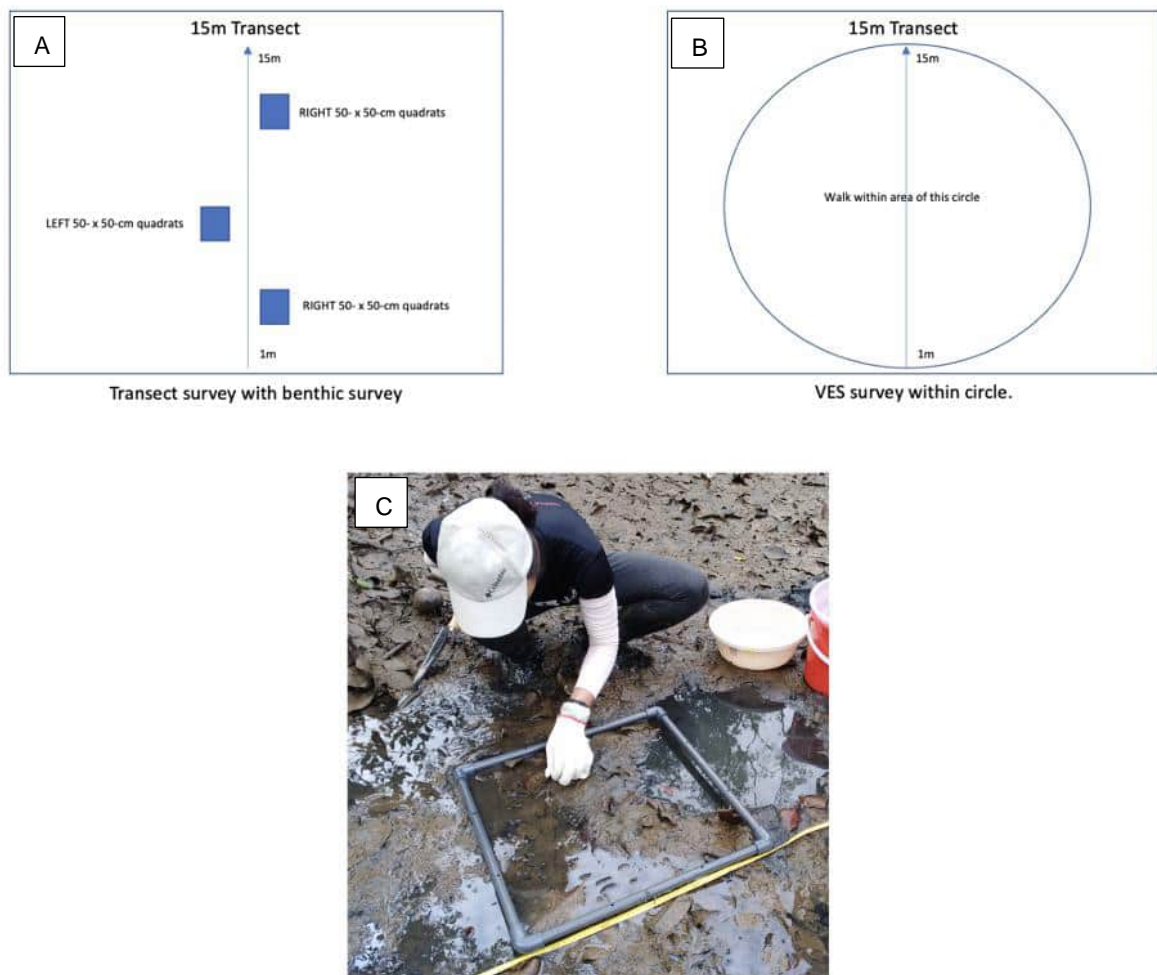 A
15m Transect
15m
RIGHT 50- x 50-cm quadrats
LEFT 50- x 50-cm quadrats
RIGHT 50- x 50-cm quadrats
1m
Transect survey with benthic survey
B
15m Transect
15m
Walk within area of this circle
1m
VES survey within circle.
C